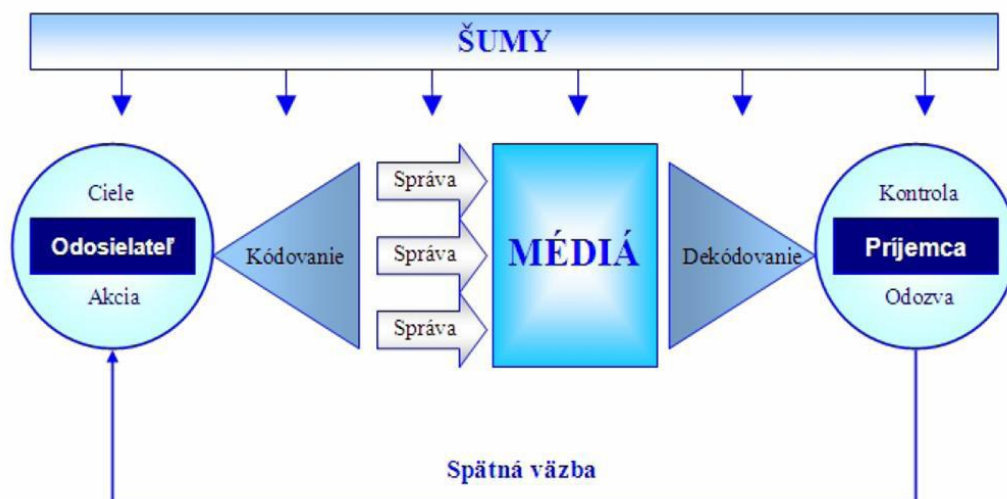 ŠUMY
Ciele
Odosielateľ
Akcia
Kódovanie
Správa
Správa
Správa
MÉDIÁ
Dekódovanie
Kontrola
Príjemca
Odozva
Spätná väzba